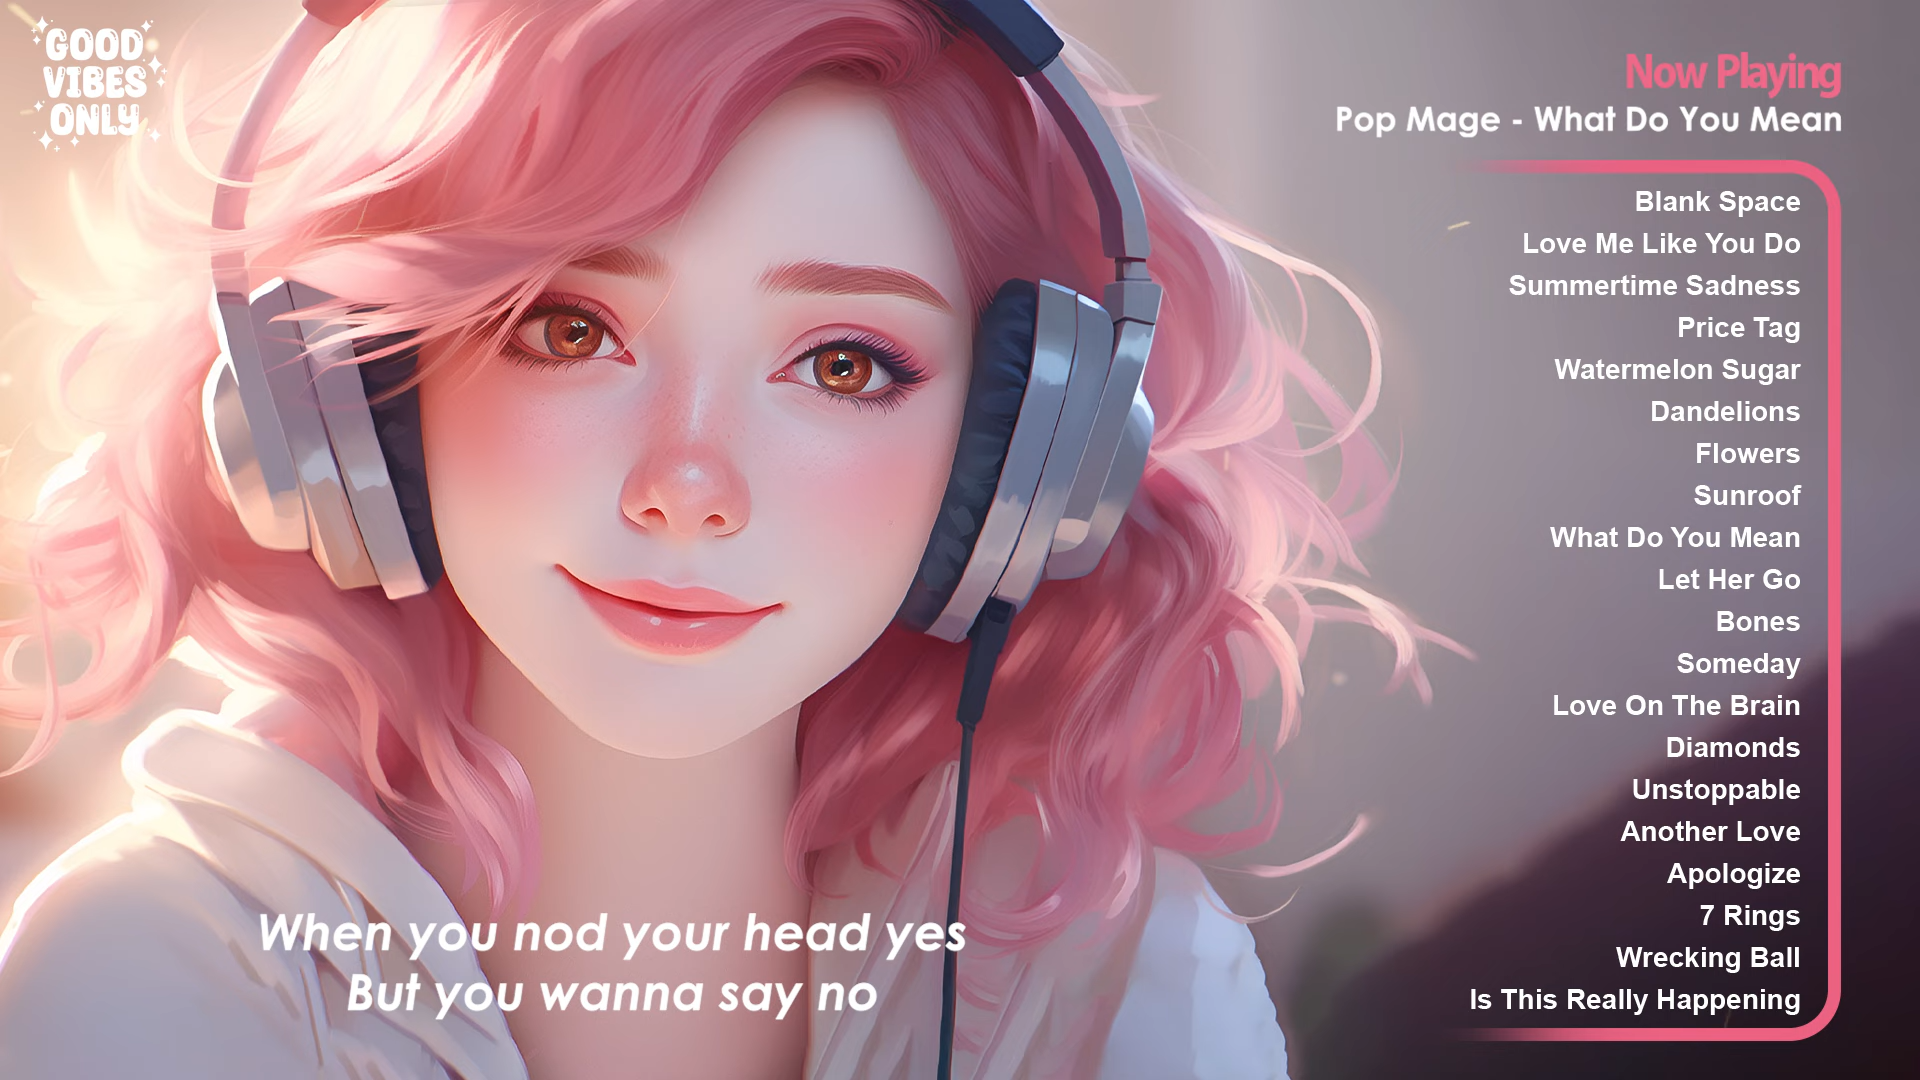 GOOD
VIBES
ONLY
Now Playing
Pop Mage - What Do You Mean
Blank Space
Love Me Like You Do
Summertime Sadness
Price Tag
Watermelon Sugar
Dandelions
Flowers
Sunroof
What Do You Mean
Let Her Go
Bones
Someday
Love On The Brain
Diamonds
Unstoppable
Another Love
Apologize
7 Rings
Wrecking Ball
Is This Really Happening
When you nod your head yes
But you wanna say no